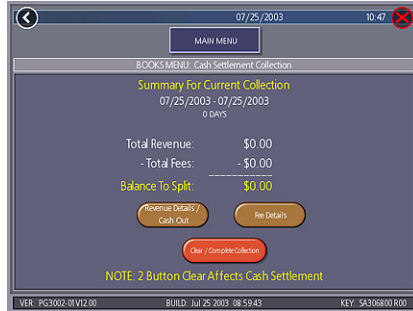 07/25/2003 10:47
MAIN MENU
BOOKS MENU: Cash Settlement Collection
Summary For Current Collection
07/25/2003 - 07/25/2003
0 DAYS
Total Revenue: $0.00
- Total Fees: - $0.00
Balance To Split: $0.00
Revenue Details /
Cash Out
Fee Details
Clear / Complete Collection
NOTE: 2 Button Clear Affects Cash Settlement
VER: PG3002-01V12.00 BUILD: Jul 25 2003 08:59:43 KEY: SA306800 R00